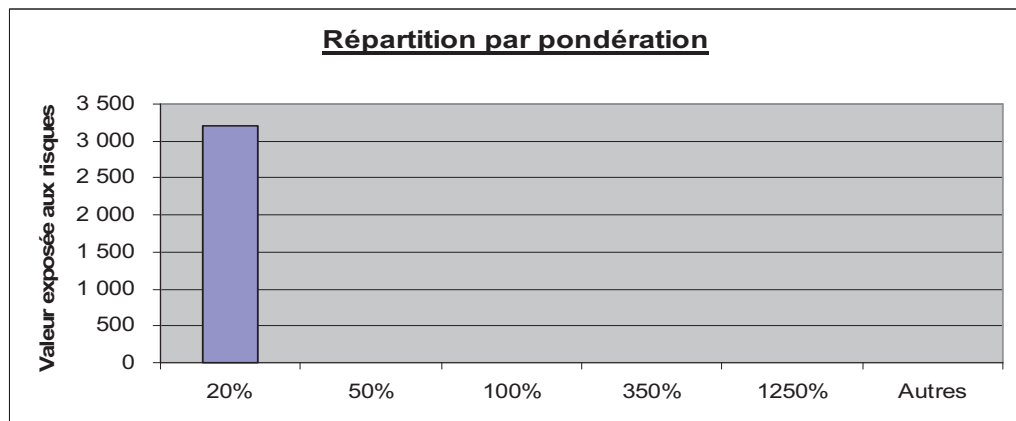 Répartition par pondération
Valeur exposée aux risques
3 500
3 000
2 500
2 000
1 500
1 000
500
0
20% 50% 100% 350% 1250% Autres